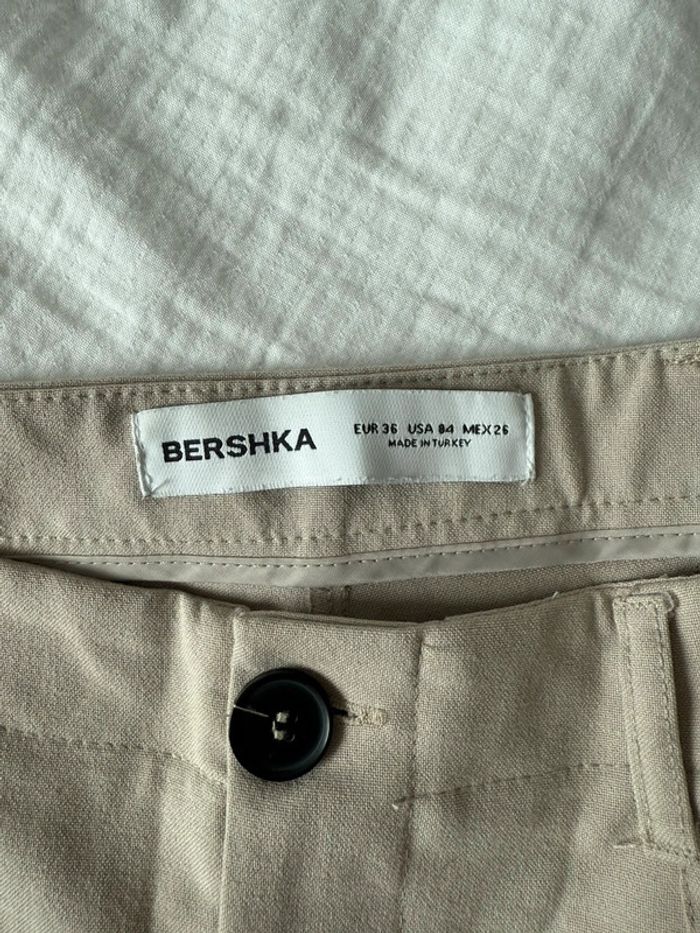 BERSHKA
EUR 36 USA 04 MEX 26
MADE IN TURKEY